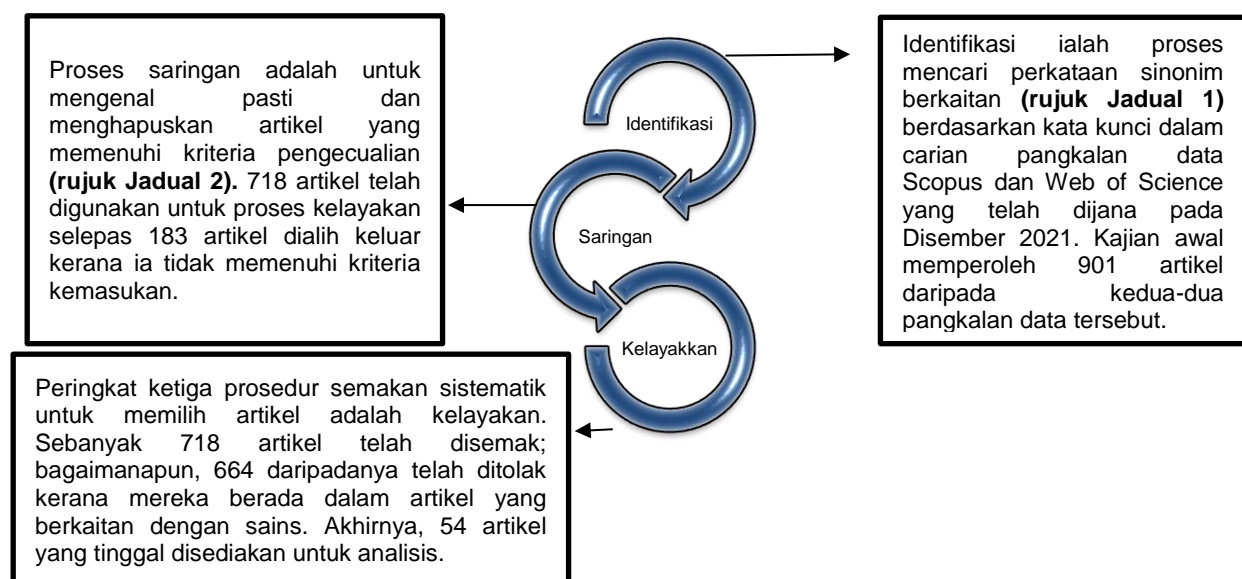 Identifikasi ialah proses
mencari perkataan sinonim
berkaitan (rujuk Jadual 1)
berdasarkan kata kunci dalam
carian pangkalan data
Scopus dan Web of Science
yang telah dijana pada
Disember 2021. Kajian awal
memperoleh 901 artikel
daripada kedua-dua
pangkalan data tersebut.
Identifikasi
Proses saringan adalah untuk
mengenal pasti dan
menghapuskan artikel yang
memenuhi kriteria pengecualian
(rujuk Jadual 2). 718 artikel telah
digunakan untuk proses kelayakan
selepas 183 artikel dialih keluar
kerana ia tidak memenuhi kriteria
kemasukan.
Saringan
Kelayakkan
Peringkat ketiga prosedur semakan sistematik
untuk memilih artikel adalah kelayakan.
Sebanyak 718 artikel telah disemak;
bagaimanapun, 664 daripadanya telah ditolak
kerana mereka berada dalam artikel yang
berkaitan dengan sains. Akhirnya, 54 artikel
yang tinggal disediakan untuk analisis.